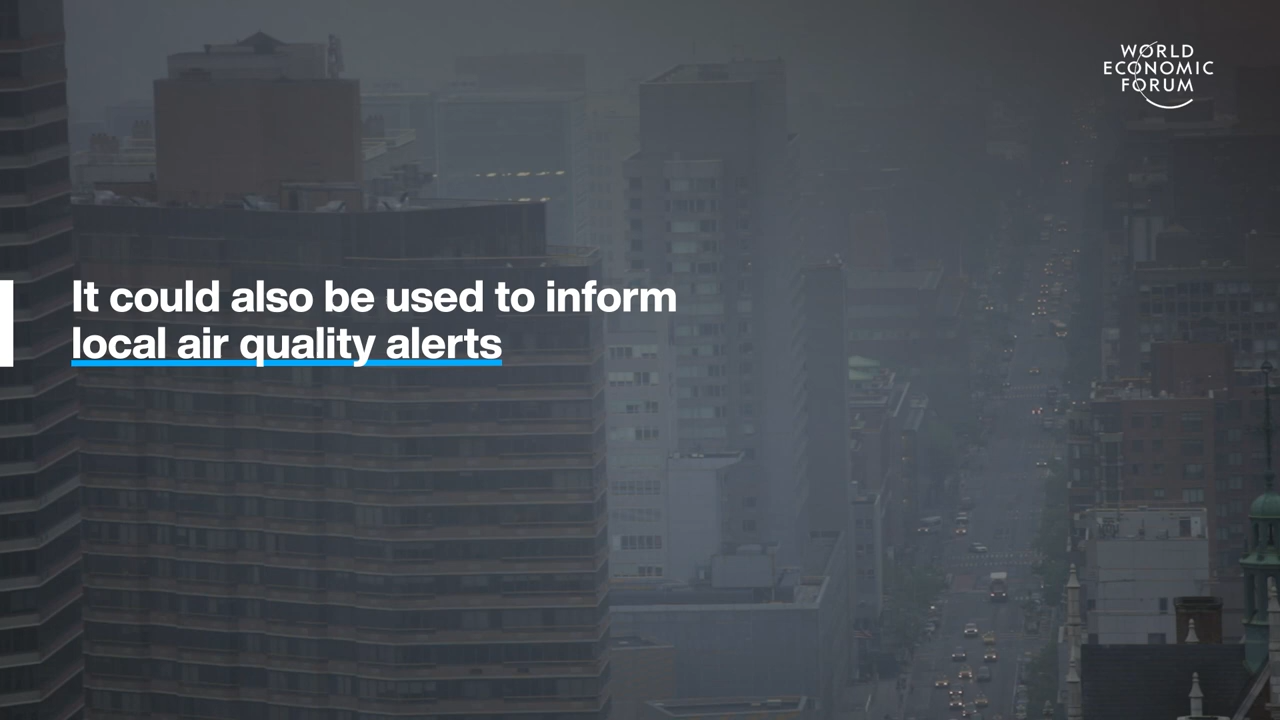 WORLD
ECONOMIC
FORUM
It could also be used to inform
local air quality alerts